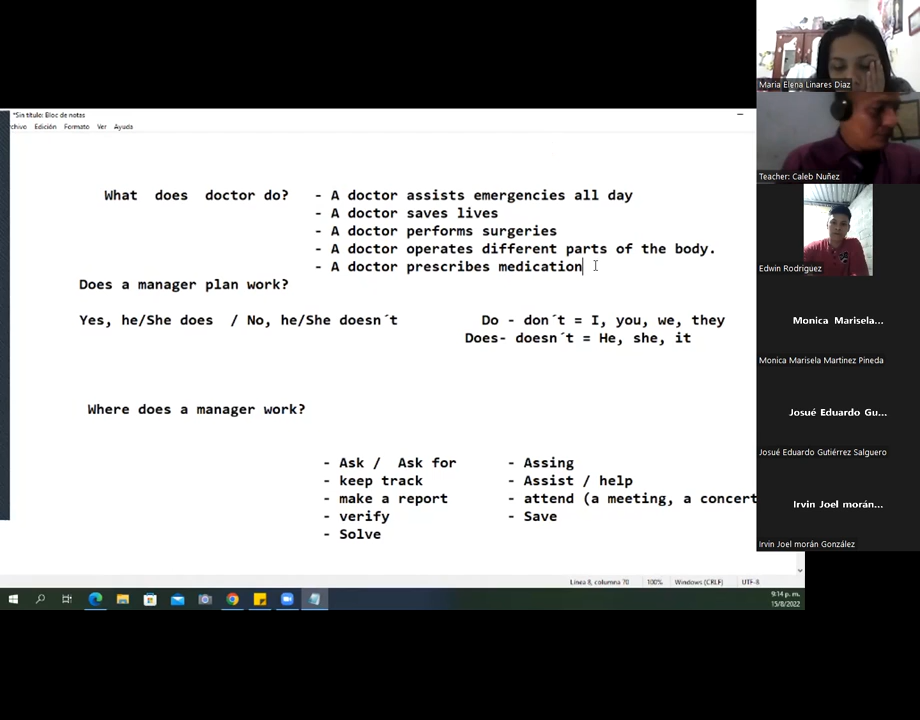 *Sin título: Bloc de notas
rchivo Edición Formato Ver Ayuda
What does doctor do? - A doctor assists emergencies all day
- A doctor saves lives
- A doctor performs surgeries
- A doctor operates different parts of the body.
- A doctor prescribes medication
Does a manager plan work?
Yes, he/She does / No, he/She doesn´t
Do - don´t = I, you, we, they
Does- doesn´t = He, she, it
Where does a manager work?
- Ask / Ask for - Assing
- keep track - Assist / help
- make a report - attend (a meeting, a concert
- verify - Save
- Solve
Línea 8, columna 70 100% Windows (CRLF) UTF-8
9:14 p. m.
15/8/2022
Maria Elena Linares Diaz
Teacher: Caleb Nuñez
Edwin Rodriguez
Monica Marisela...
Monica Marisela Martinez Pineda
Josué Eduardo Gu...
Josué Eduardo Gutiérrez Salguero
Irvin Joel morán...
Irvin Joel morán González